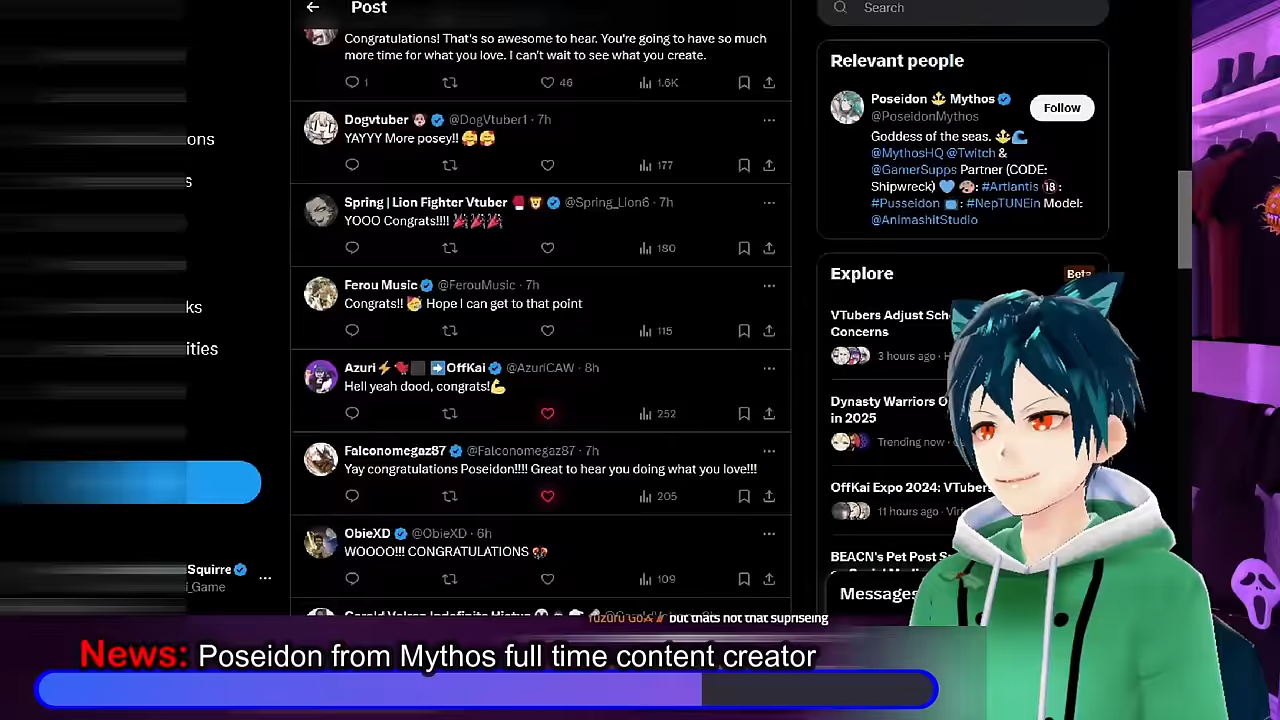 Post
Congratulations! That's so awesome to hear. You're going to have so much
more time for what you love. I can't wait to see what you create.
1 46 1.6K
Dogvtuber @DogVtuber1 · 7h
YAYYY More posey!!
177
Spring | Lion Fighter Vtuber @Spring_Lion6 · 7h
YOOO Congrats!!!!
180
Ferou Music @FerouMusic · 7h
Congrats!! Hope I can get to that point
115
Azuri OffKai @AzuriCAW · 8h
Hell yeah dood, congrats!
252
Falconomegaz87 @Falconomegaz87 · 7h
Yay congratulations Poseidon!!!! Great to hear you doing what you love!!!
205
ObieXD @ObieXD · 6h
WOOOO!!! CONGRATULATIONS
109
Search
Relevant people
Poseidon Mythos
@PoseidonMythos
Follow
Goddess of the seas.
@MythosHQ @Twitch &
@GamerSupps Partner (CODE:
Shipwreck) : #Artlantis 18 :
#Pusseidon : #NepTUNEin Model:
@AnimashitStudio
Explore
Beta
VTubers Adjust Sch
Concerns
3 hours ago ·
Dynasty Warriors O
in 2025
Trending now ·
OffKai Expo 2024: VTubers
11 hours ago ·
BEACN's Pet Post S
Messages
ons
s
ks
ities
Squirre
_Game
but thats not that supriseing
News: Poseidon from Mythos full time content creator